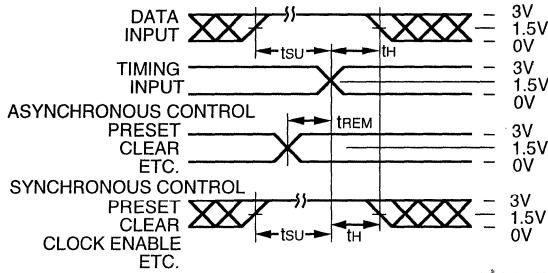 DATA INPUT
3V
1.5V
0V
tSU
tH
TIMING INPUT
3V
1.5V
0V
ASYNCHRONOUS CONTROL
tREM
PRESET
CLEAR
ETC.
3V
1.5V
0V
SYNCHRONOUS CONTROL
PRESET
CLEAR
CLOCK ENABLE
ETC.
3V
1.5V
0V
tSU
tH